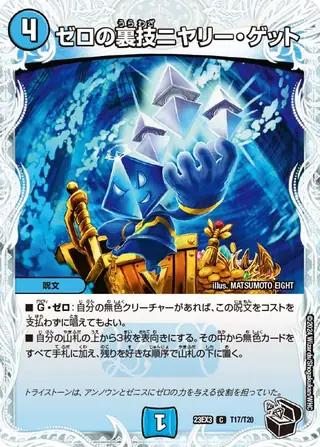 4
ゼロの裏技ニヤリー・ゲット
うらわざ
illus. MATSUMOTO EIGHT
呪文
■G・ゼロ:自分の無色クリーチャーがあれば、この呪文をコストを
支払わずに唱えてもよい。
■自分の山札の上から3枚を表向きにする。その中から無色カードを
すべて手札に加え、残りを好きな順序で山札の下に置く。
トライストーンは、アンノウンとゼニスにゼロの力を与える役割を担っていた。
23EX3 C T17/T20
1